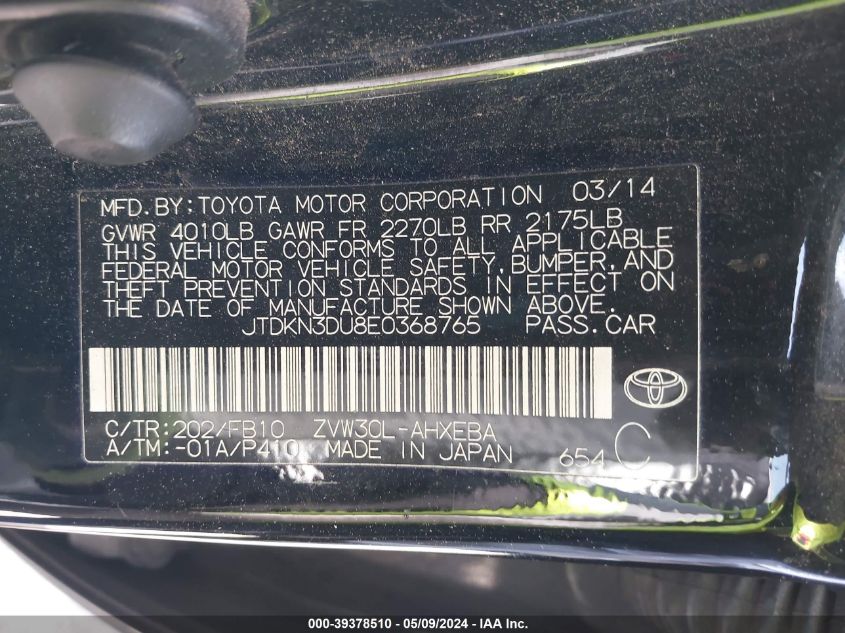 MFD. BY: TOYOTA MOTOR CORPORATION 03/14
GVWR 4010LB GAWR FR 2270LB RR 2175LB
THIS VEHICLE CONFORMS TO ALL APPLICABLE
FEDERAL MOTOR VEHICLE SAFETY, BUMPER, AND
THEFT PREVENTION STANDARDS IN EFFECT ON
THE DATE OF MANUFACTURE SHOWN ABOVE.
JTDKN3DU8E0368765 PASS. CAR
C/TR: 202/FB10 ZVW30L-AHXEBA
A/TM: -01A/P410 MADE IN JAPAN 654 C
000-39378510 - 05/09/2024 - IAA Inc.